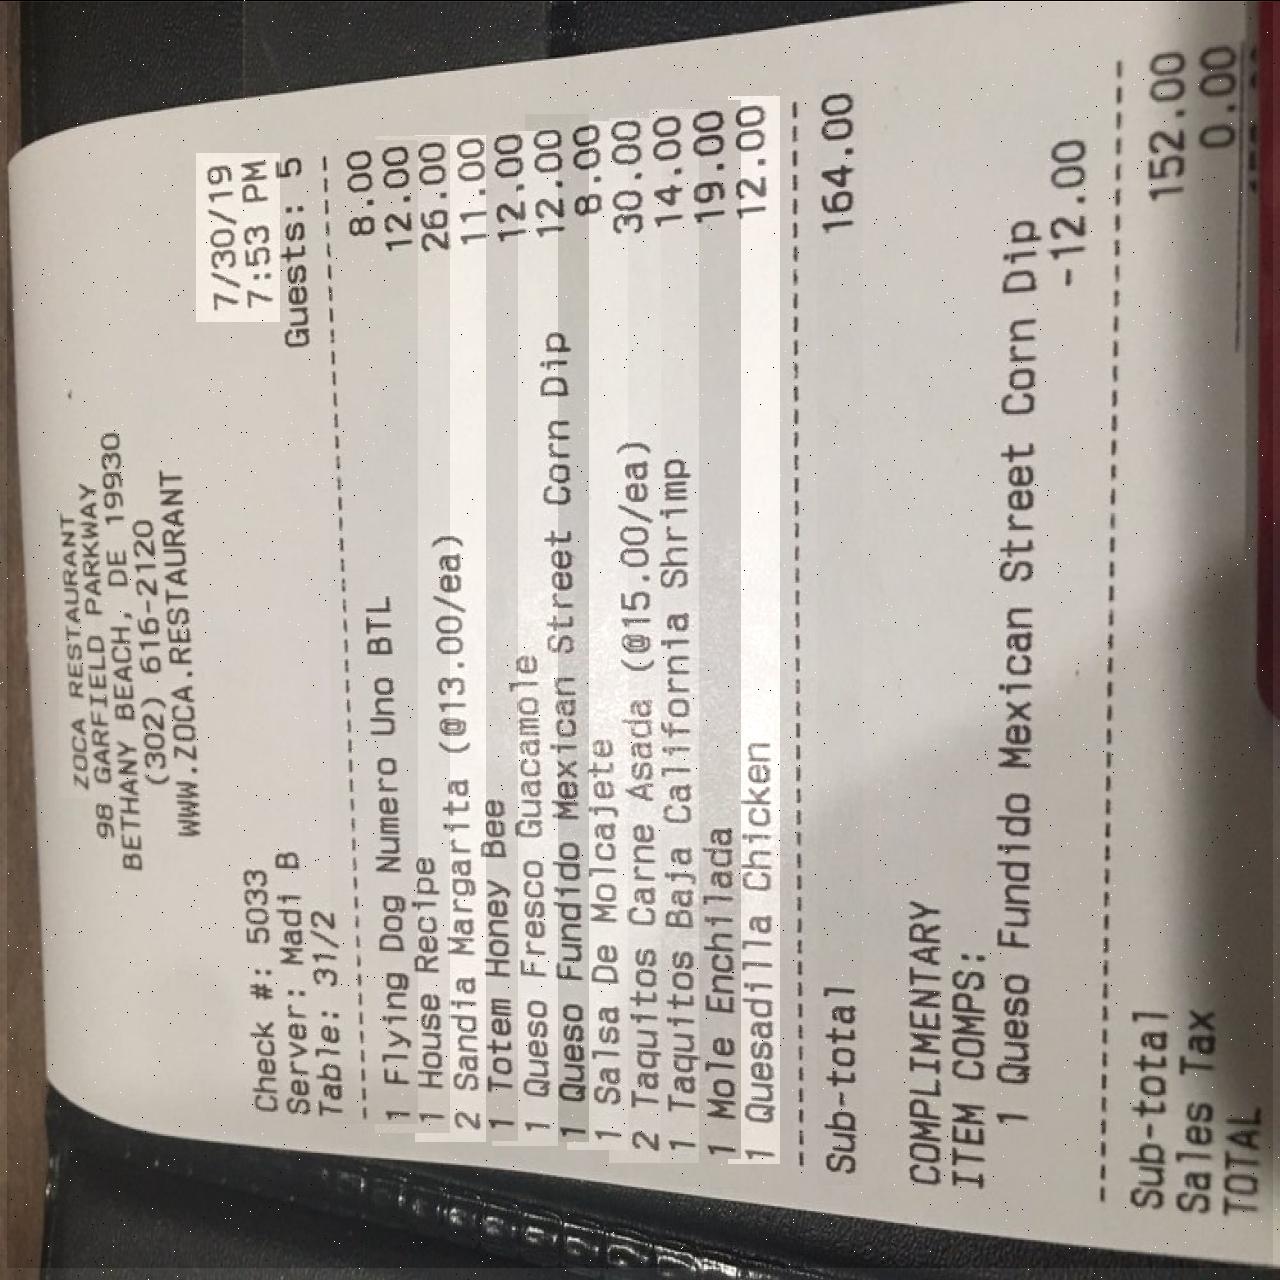 ZOCA RESTAURANT
98 GARFIELD PARKWAY
BETHANY BEACH, DE 19930
(302) 616-2120
WWW.ZOCA.RESTAURANT
7/30/19
Check #: 5033 7:53 PM
Server: Madi B Guests: 5
Table: 31/2
1 Flying Dog Numero Uno BTL 8.00
1 House Recipe 12.00
2 Sandia Margarita (@13.00/ea) 26.00
1 Totem Honey Bee 11.00
1 Queso Fresco Guacamole 12.00
1 Queso Fundido Mexican Street Corn Dip 12.00
1 Salsa De Molcajete 8.00
2 Taquitos Carne Asada (@15.00/ea) 30.00
1 Taquitos Baja California Shrimp 14.00
1 Mole Enchilada 19.00
1 Quesadilla Chicken 12.00
Sub-total 164.00
COMPLIMENTARY
ITEM COMPS:
1 Queso Fundido Mexican Street Corn Dip
-12.00
Sub-total 152.00
Sales Tax 0.00
TOTAL